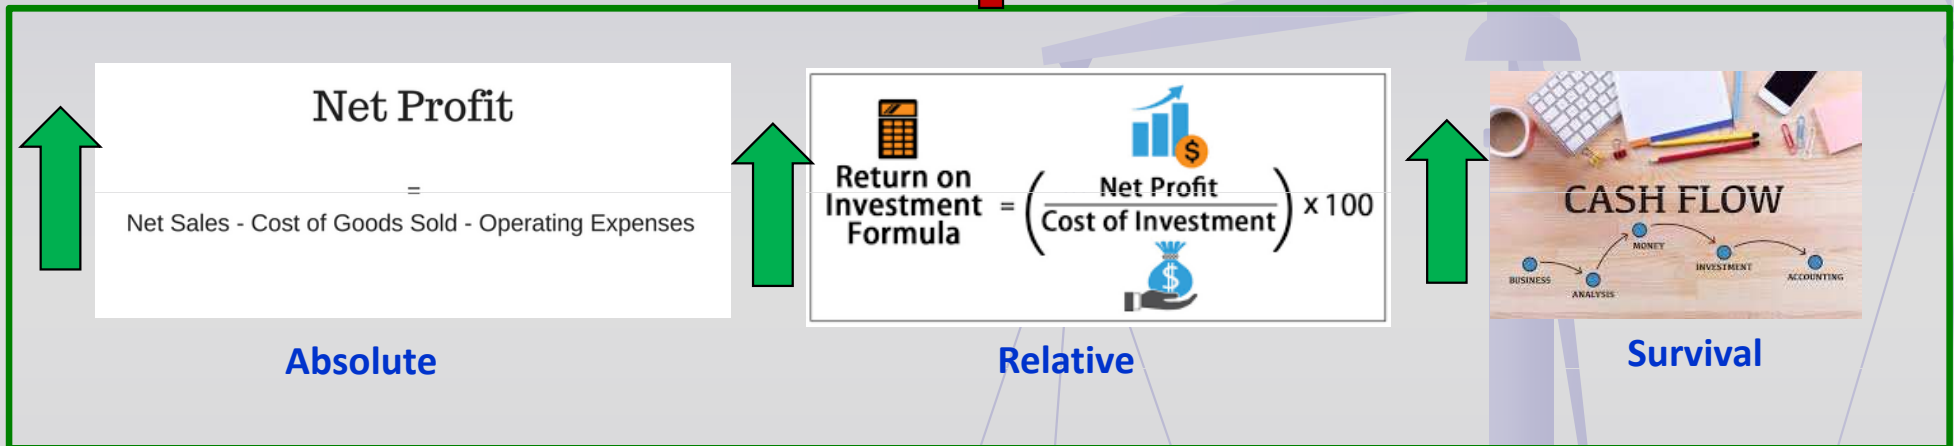 Net Profit
=
Net Sales - Cost of Goods Sold - Operating Expenses
Absolute
Return on
Investment
Formula
= ( Net Profit
Cost of Investment ) x 100
$
$
Relative
CASH FLOW
MONEY
BUSINESS
ANALYSIS
INVESTMENT
ACCOUNTING
Survival